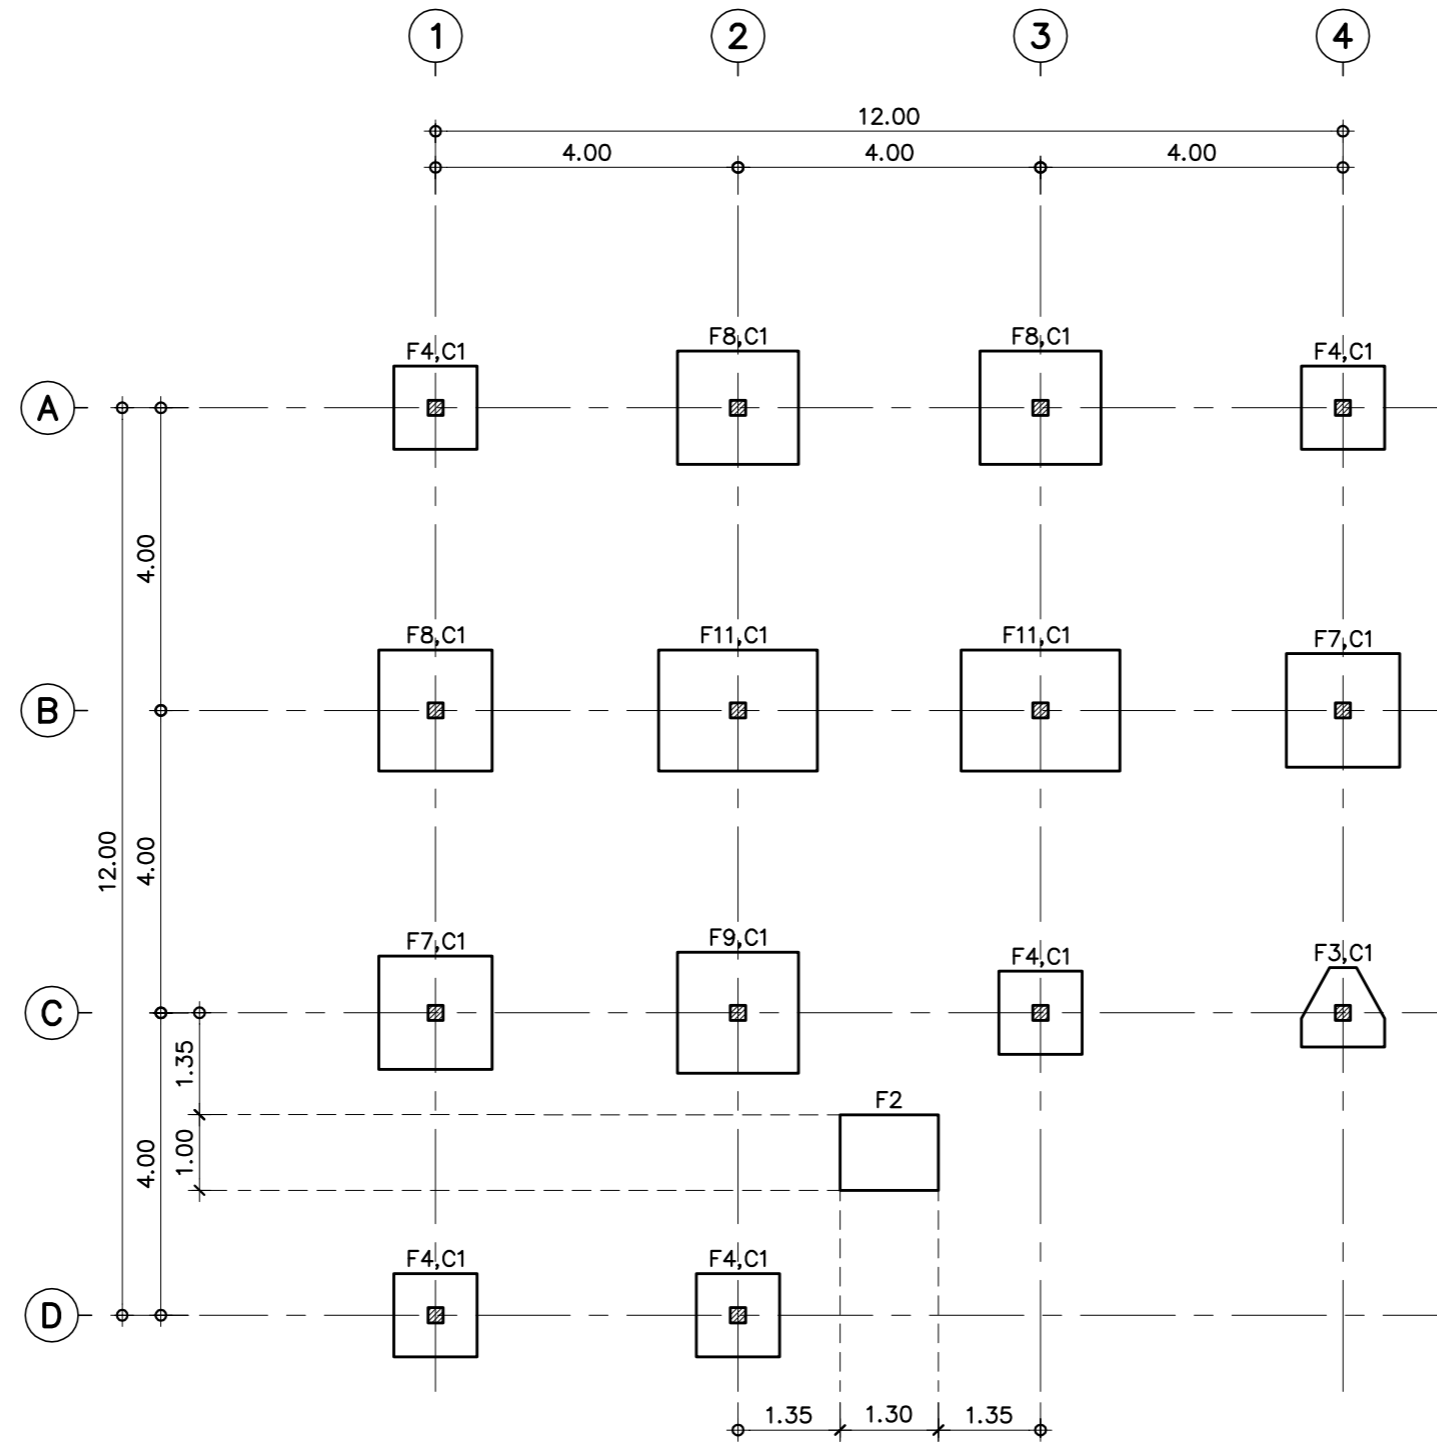 1 2 3 4
12.00
4.00 4.00 4.00
F8,C1 F8,C1
F4,C1 F4,C1
A
4.00
F8,C1 F11,C1 F11,C1 F7,C1
B
12.00 4.00
F7,C1 F9,C1 F4,C1 F3,C1
C
1.35
F2
4.00 1.00
F4,C1 F4,C1
D
1.35 1.30 1.35